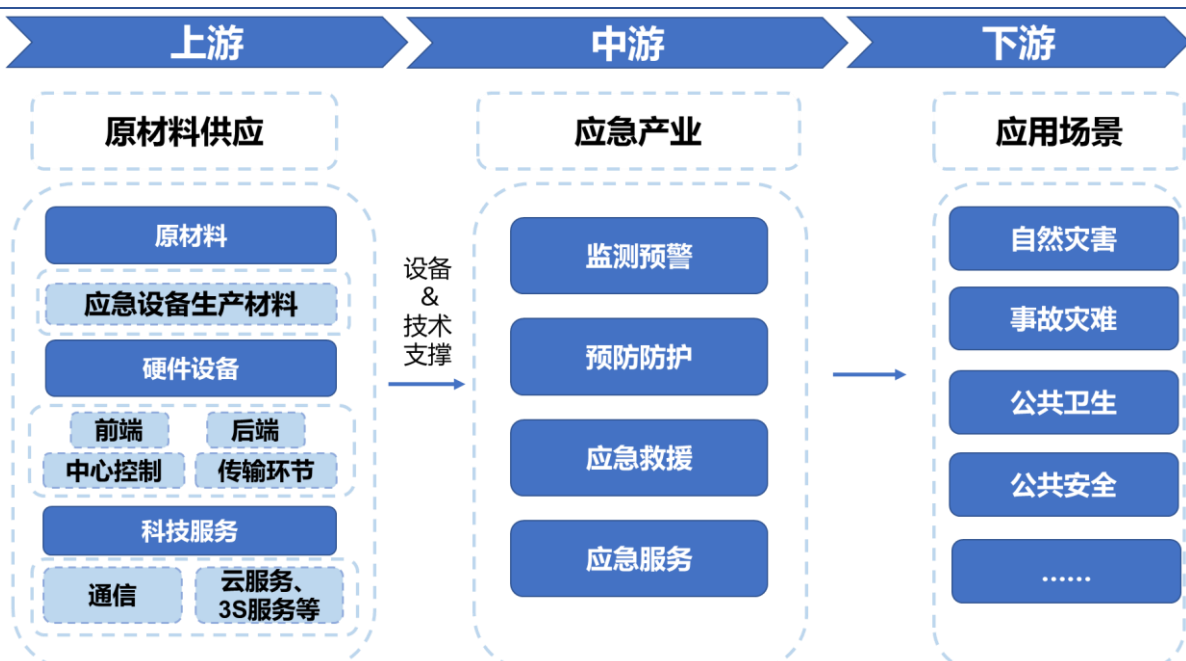 上游
中游
下游
原材料供应
应急产业
应用场景
原材料
应急设备生产材料
硬件设备
前端
后端
中心控制
传输环节
科技服务
通信
云服务、
3S服务等
设备
&
技术
支撑
监测预警
预防防护
应急救援
应急服务
自然灾害
事故灾难
公共卫生
公共安全
……